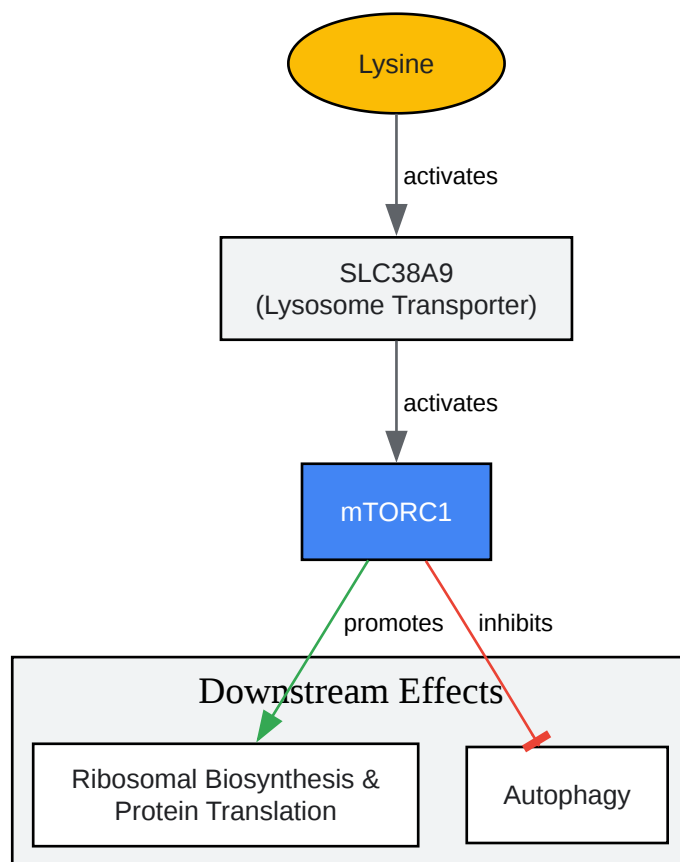 Lysine
activates
SLC38A9
(Lysosome Transporter)
activates
mTORC1
promotes
inhibits
Downstream Effects
Ribosomal Biosynthesis &
Protein Translation
Autophagy